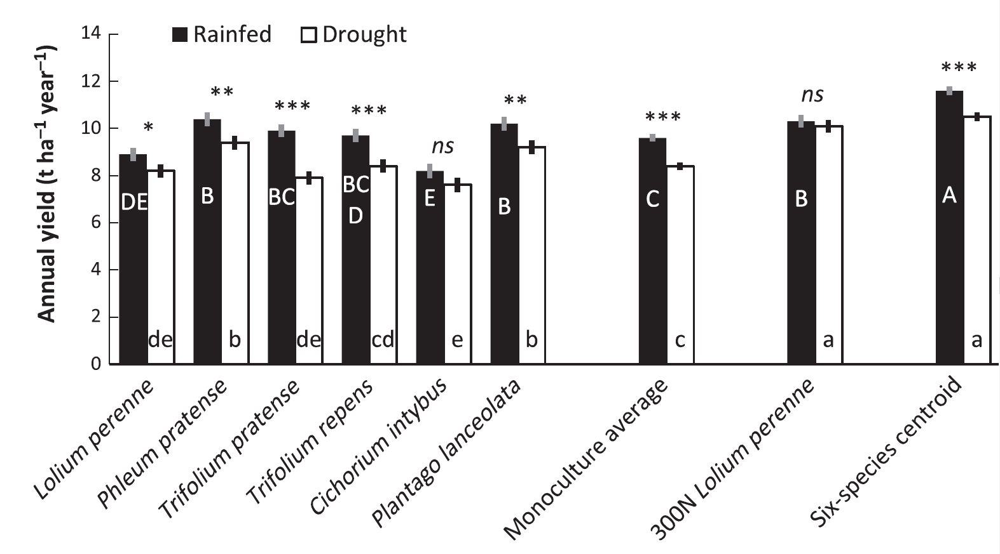 Annual yield (t ha⁻¹ year⁻¹)
14
12
10
8
6
4
2
0
Rainfed
Drought
*
**
***
***
ns
**
***
ns
***
DE
B
BC
BC
D
E
B
C
B
A
de
b
de
cd
e
b
c
a
a
Lolium perenne
Phleum pratense
Trifolium pratense
Trifolium repens
Cichorium intybus
Plantago lanceolata
Monoculture average
300N Lolium perenne
Six-species centroid